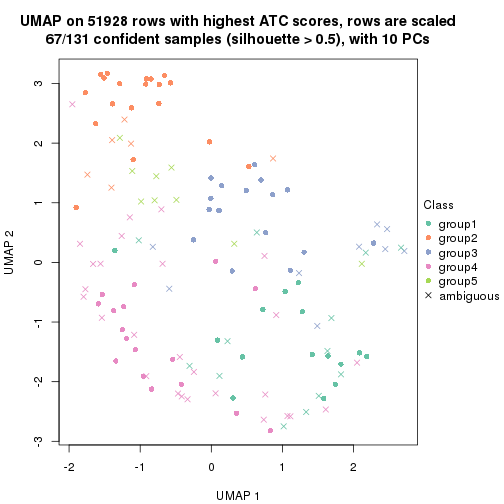 UMAP on 51928 rows with highest ATC scores, rows are scaled
67/131 confident samples (silhouette > 0.5), with 10 PCs
3
2
1
0
-1
-2
-3
UMAP 2
-2
-1
0
1
2
UMAP 1
Class
group1
group2
group3
group4
group5
ambiguous